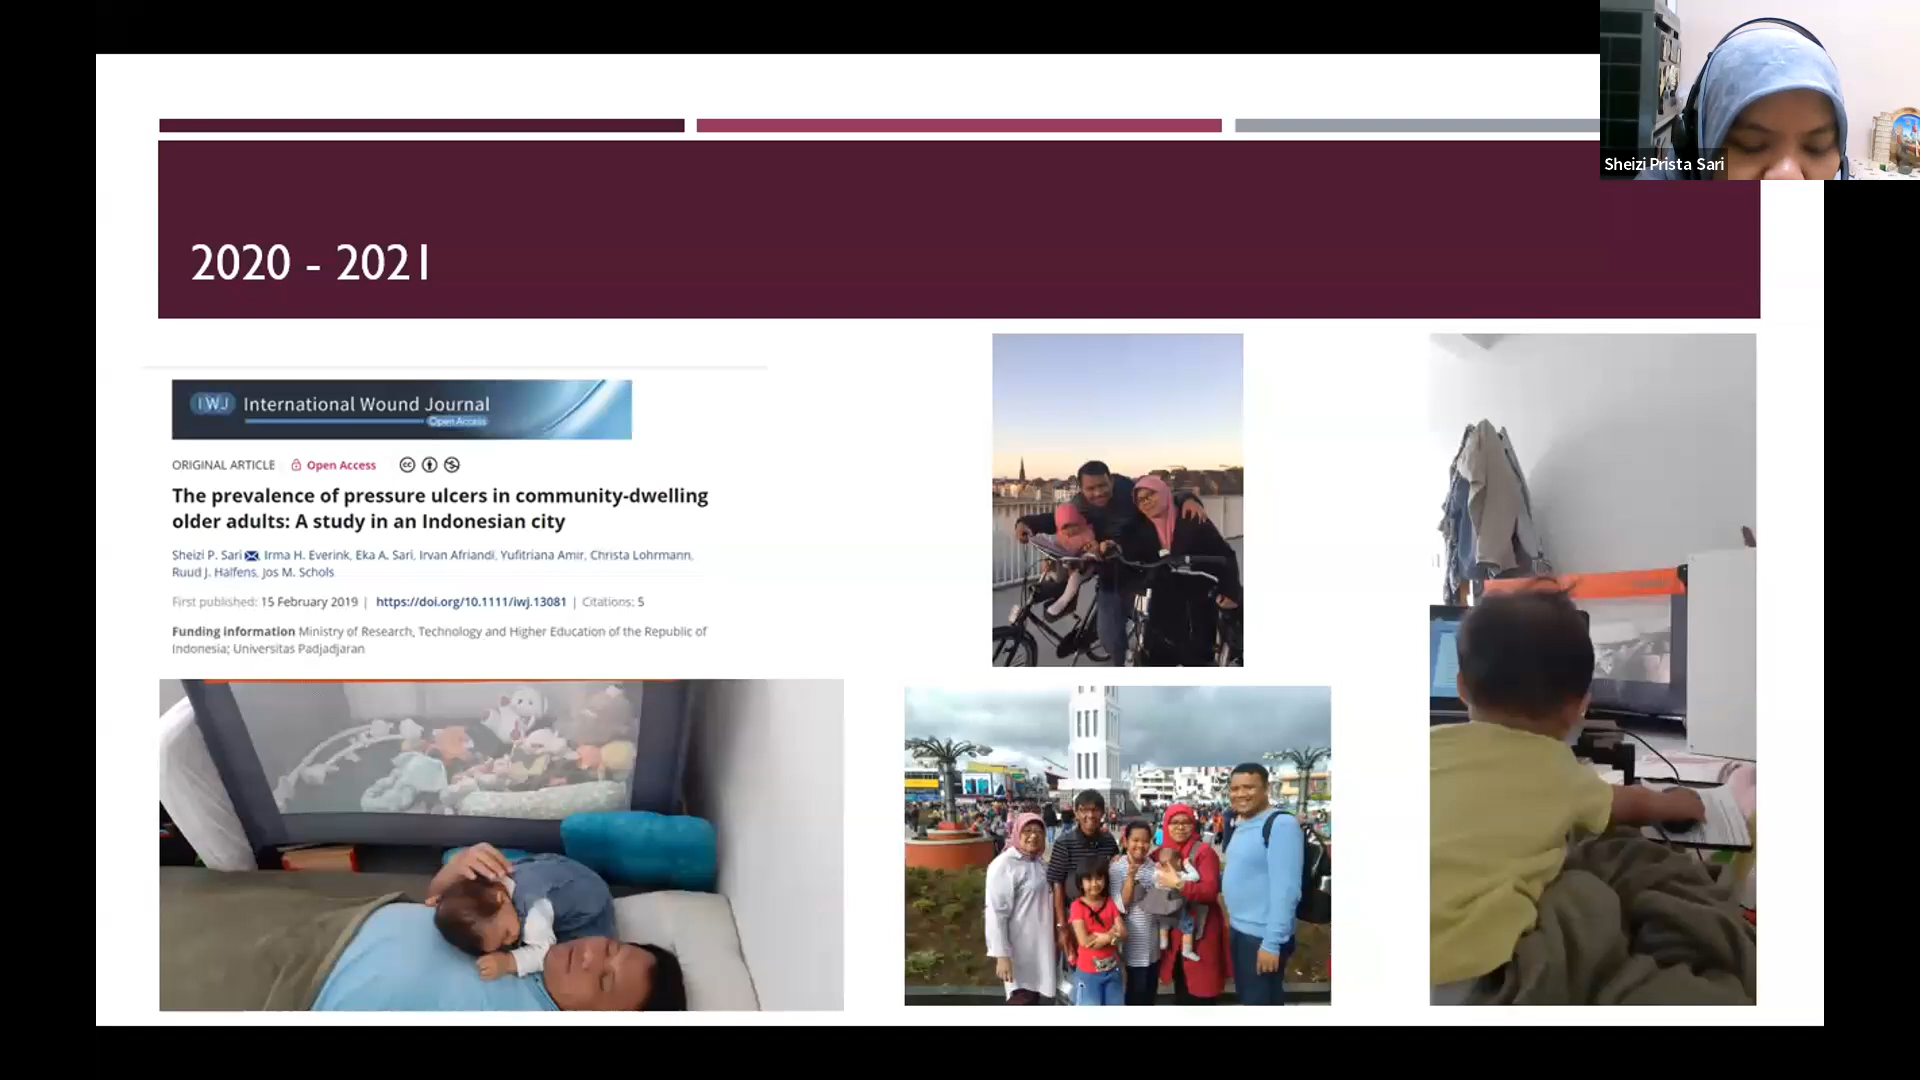 Sheizi Prista Sari
2020 - 2021
IWJ International Wound Journal
Open Access
ORIGINAL ARTICLE Open Access
The prevalence of pressure ulcers in community-dwelling
older adults: A study in an Indonesian city
Sheizi P. Sari, Irma H. Everink, Eka A. Sari, Irvan Afriandi, Yufitriana Amir, Christa Lohrmann,
Ruud J. Halfens, Jos M. Schols
First published: 15 February 2019 | https://doi.org/10.1111/iwj.13081 | Citations: 5
Funding information Ministry of Research, Technology and Higher Education of the Republic of
Indonesia; Universitas Padjadjaran